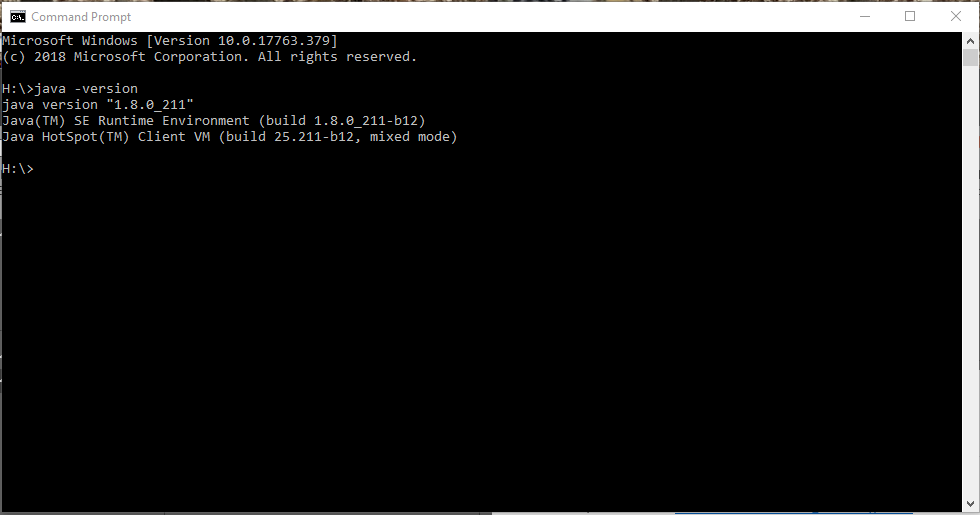 Command Prompt
Microsoft Windows [Version 10.0.17763.379]
(c) 2018 Microsoft Corporation. All rights reserved.
H:\>java -version
java version "1.8.0_211"
Java(TM) SE Runtime Environment (build 1.8.0_211-b12)
Java HotSpot(TM) Client VM (build 25.211-b12, mixed mode)
H:\>